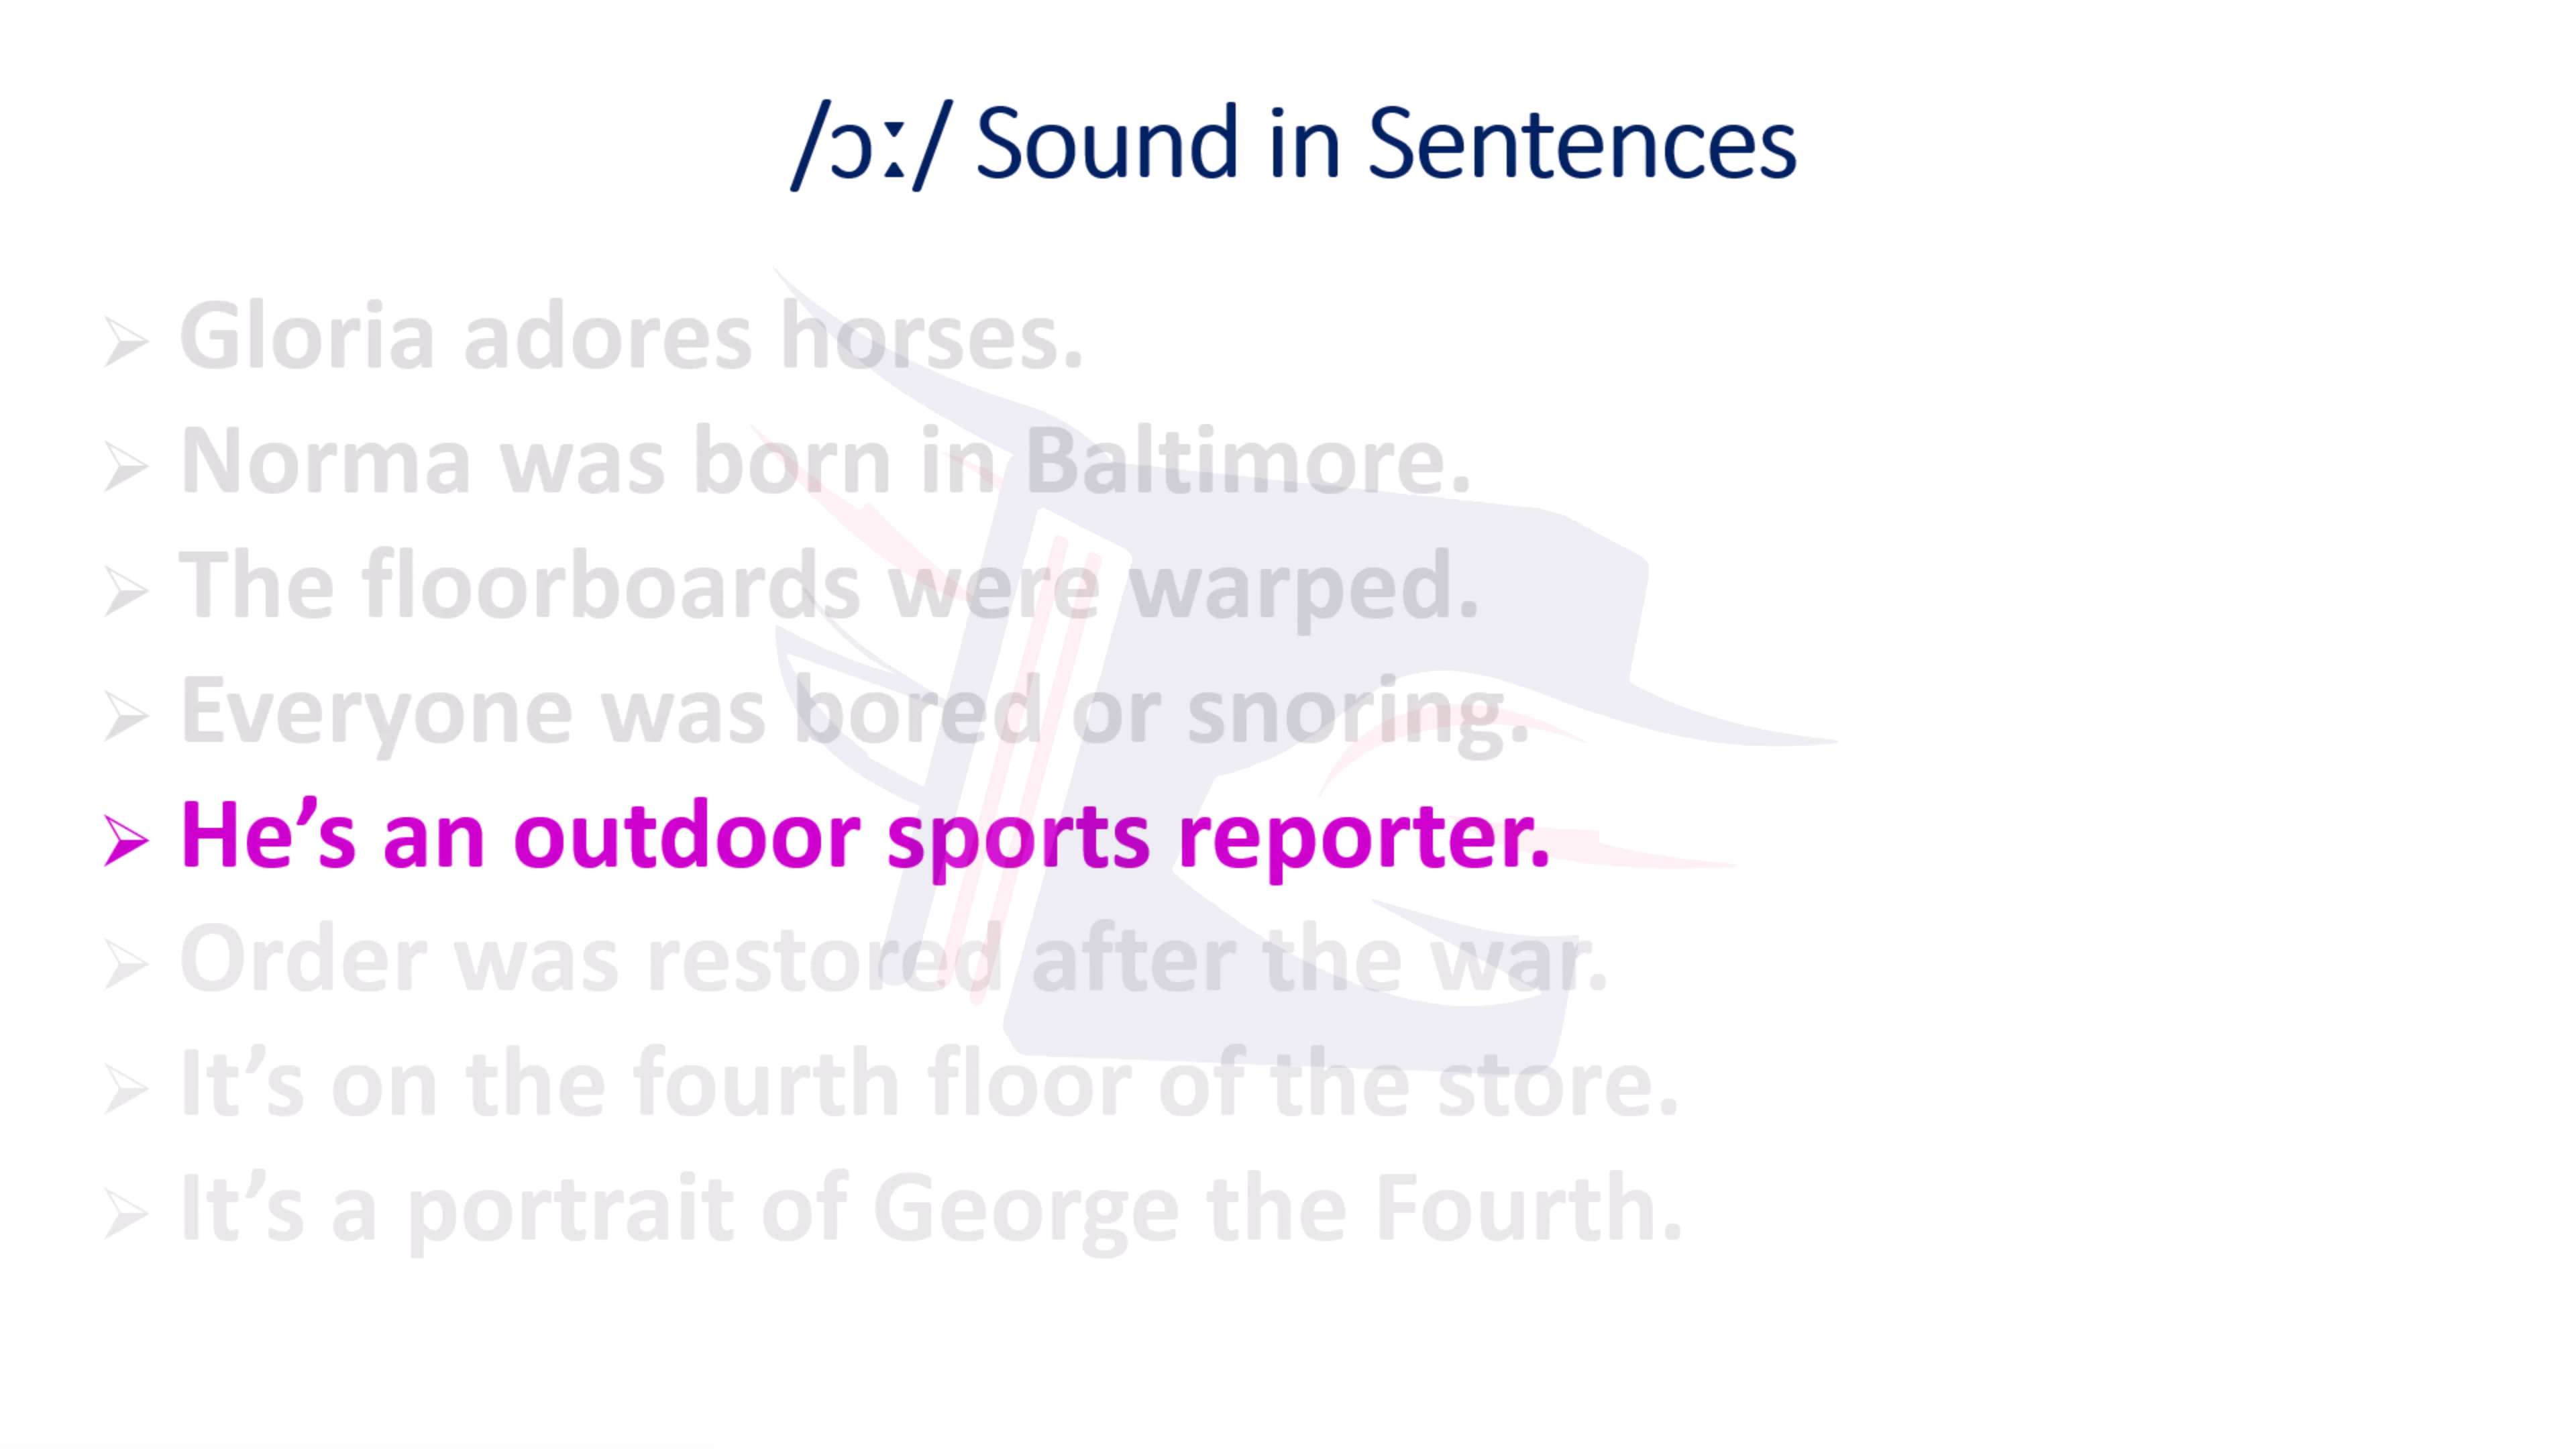 /ɔː/ Sound in Sentences
➢ Gloria adores horses.
➢ Norma was born in Baltimore.
➢ The floorboards were warped.
➢ Everyone was bored or snoring.
➢ He’s an outdoor sports reporter.
➢ Order was restored after the war.
➢ It’s on the fourth floor of the store.
➢ It’s a portrait of George the Fourth.